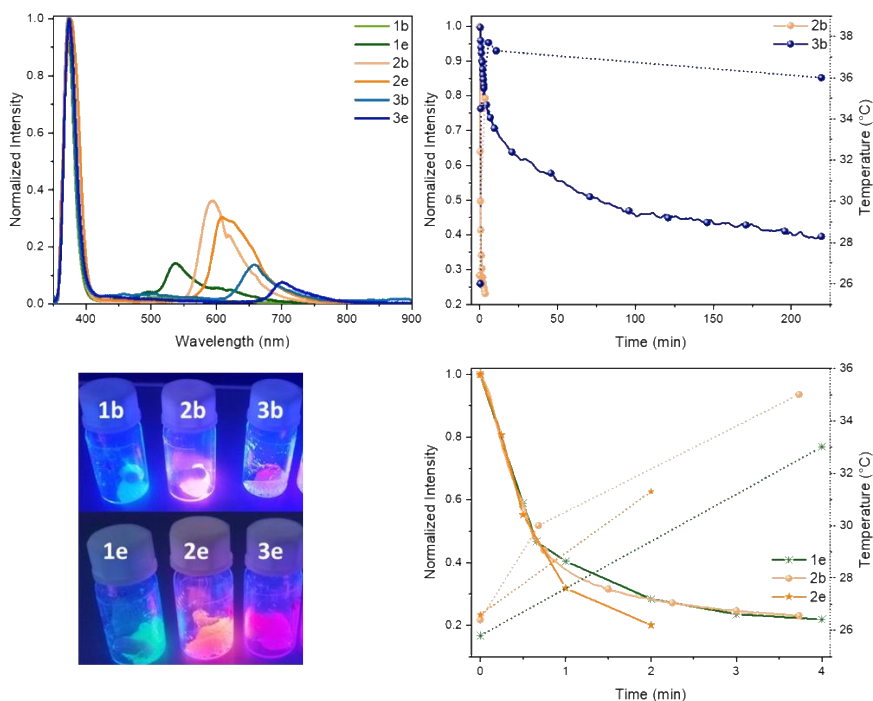 1b
1e
2b
2e
3b
3e
1.0
0.8
0.6
0.4
0.2
0.0
Normalized Intensity
400 500 600 700 800 900
Wavelength (nm)
2b
3b
1.0
0.9
0.8
0.7
0.6
0.5
0.4
0.3
0.2
Normalized Intensity
38
36
34
32
30
28
26
Temperature (°C)
0 50 100 150 200
Time (min)
1b 2b 3b
1e 2e 3e
1.0
0.8
0.6
0.4
0.2
Normalized Intensity
1e
2b
2e
36
34
32
30
28
26
Temperature (°C)
0 1 2 3 4
Time (min)